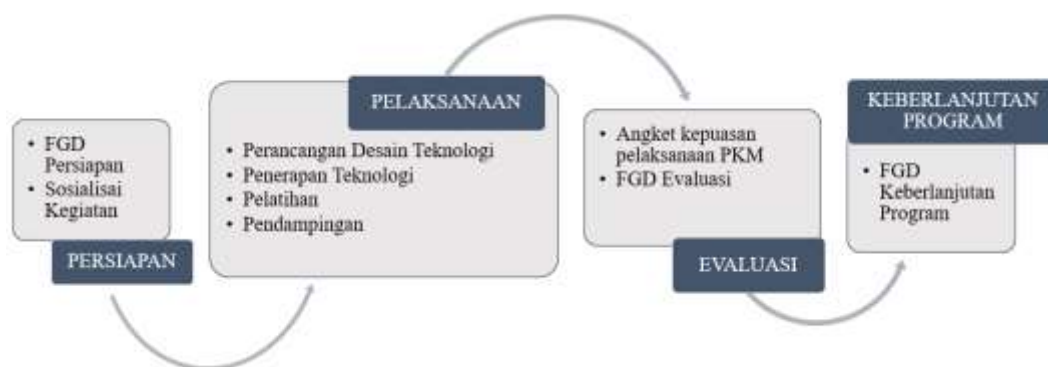 • FGD
Persiapan
• Sosialisai
Kegiatan
PERSIAPAN
PELAKSANAAN
• Perancangan Desain Teknologi
• Penerapan Teknologi
• Pelatihan
• Pendampingan
• Angket kepuasan
pelaksanaan PKM
• FGD Evaluasi
EVALUASI
KEBERLANJUTAN
PROGRAM
• FGD
Keberlanjutan
Program